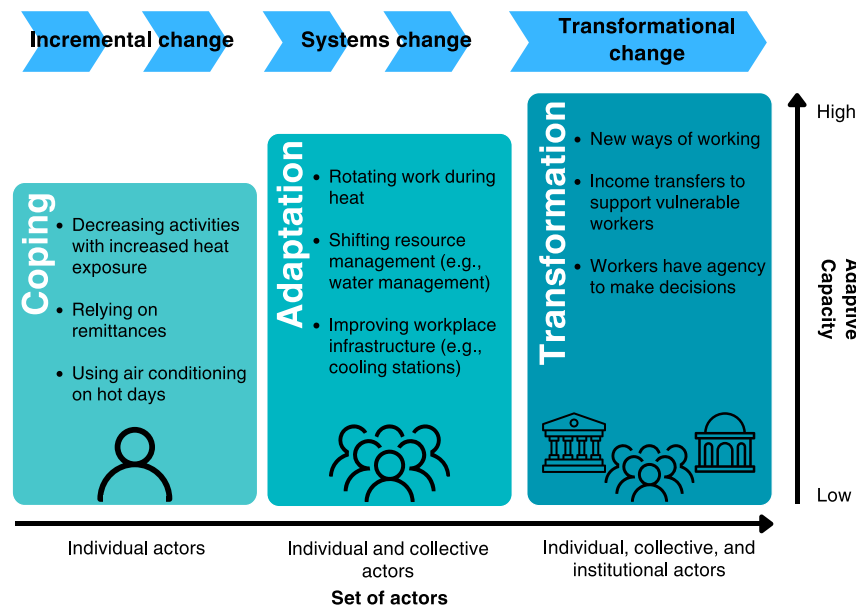 Incremental change
Systems change
Transformational
change
Coping
• Decreasing activities
with increased heat
exposure
• Relying on
remittances
• Using air conditioning
on hot days
Adaptation
• Rotating work during
heat
• Shifting resource
management (e.g.,
water management)
• Improving workplace
infrastructure (e.g.,
cooling stations)
Transformation
• New ways of working
• Income transfers to
support vulnerable
workers
• Workers have agency
to make decisions
High
Adaptive
Capacity
Low
Individual actors
Individual and collective
actors
Individual, collective, and
institutional actors
Set of actors